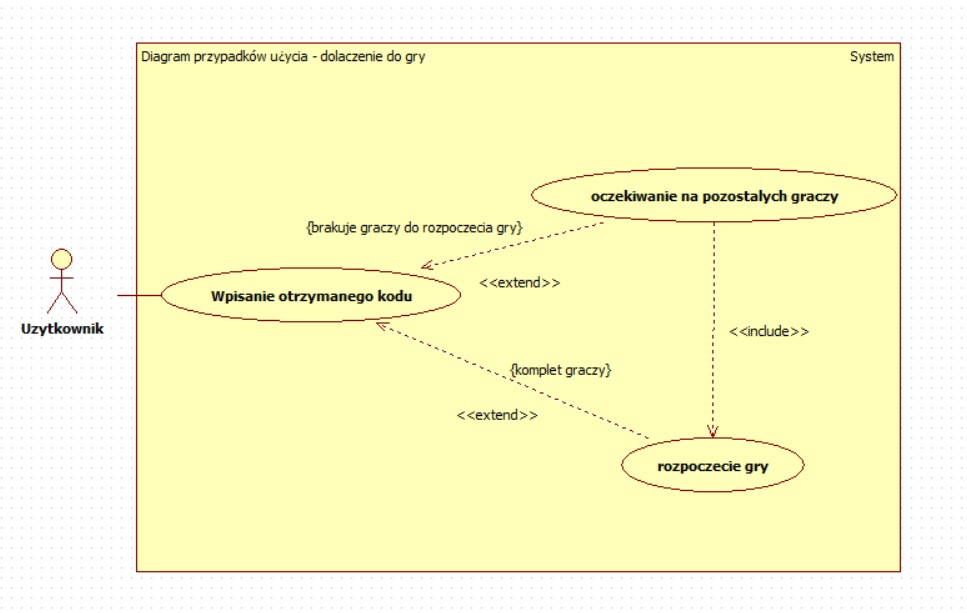 Diagram przypadków użycia - dolaczenie do gry
System
oczekiwanie na pozostalych graczy
{brakuje graczy do rozpoczecia gry}
<<extend>>
Wpisanie otrzymanego kodu
Uzytkownik
<<include>>
{komplet graczy}
<<extend>>
rozpoczecie gry